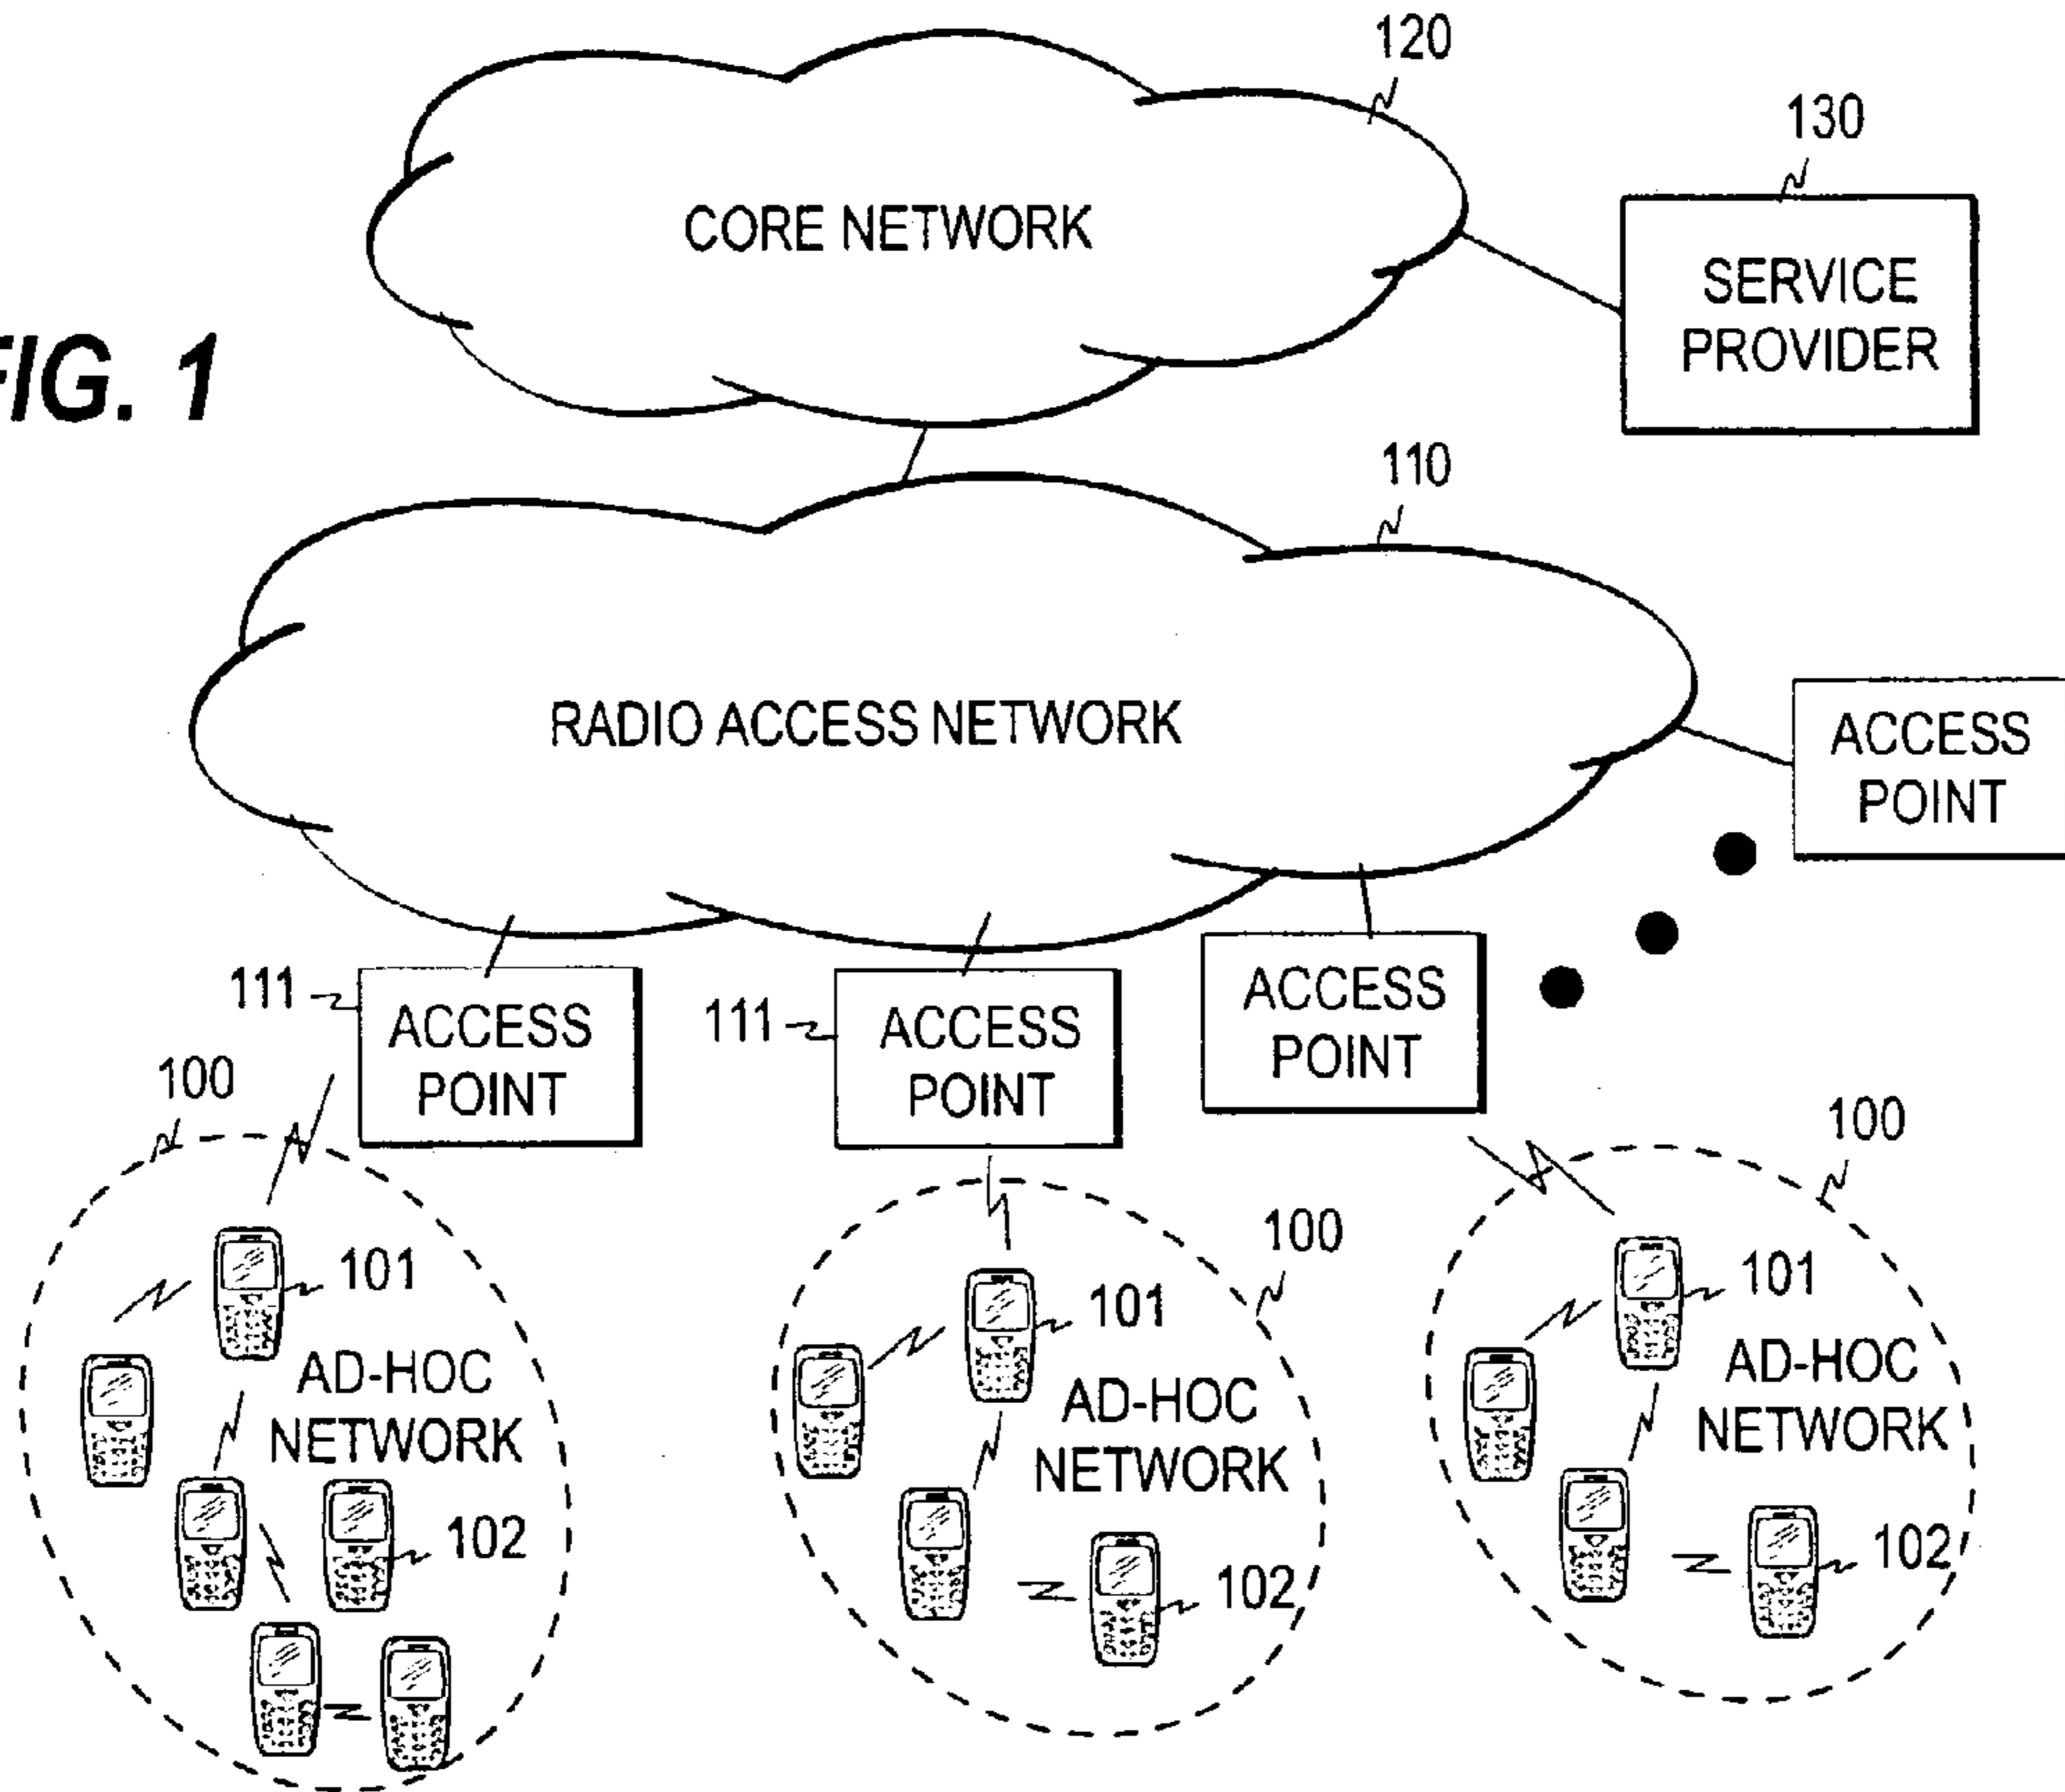 120
130
CORE NETWORK
SERVICE
PROVIDER
FIG. 1
110
RADIO ACCESS NETWORK
ACCESS
POINT
111
ACCESS
POINT
111
ACCESS
POINT
ACCESS
POINT
100
100
100
101
AD-HOC
NETWORK
102
101
AD-HOC
NETWORK
102
101
AD-HOC
NETWORK
102